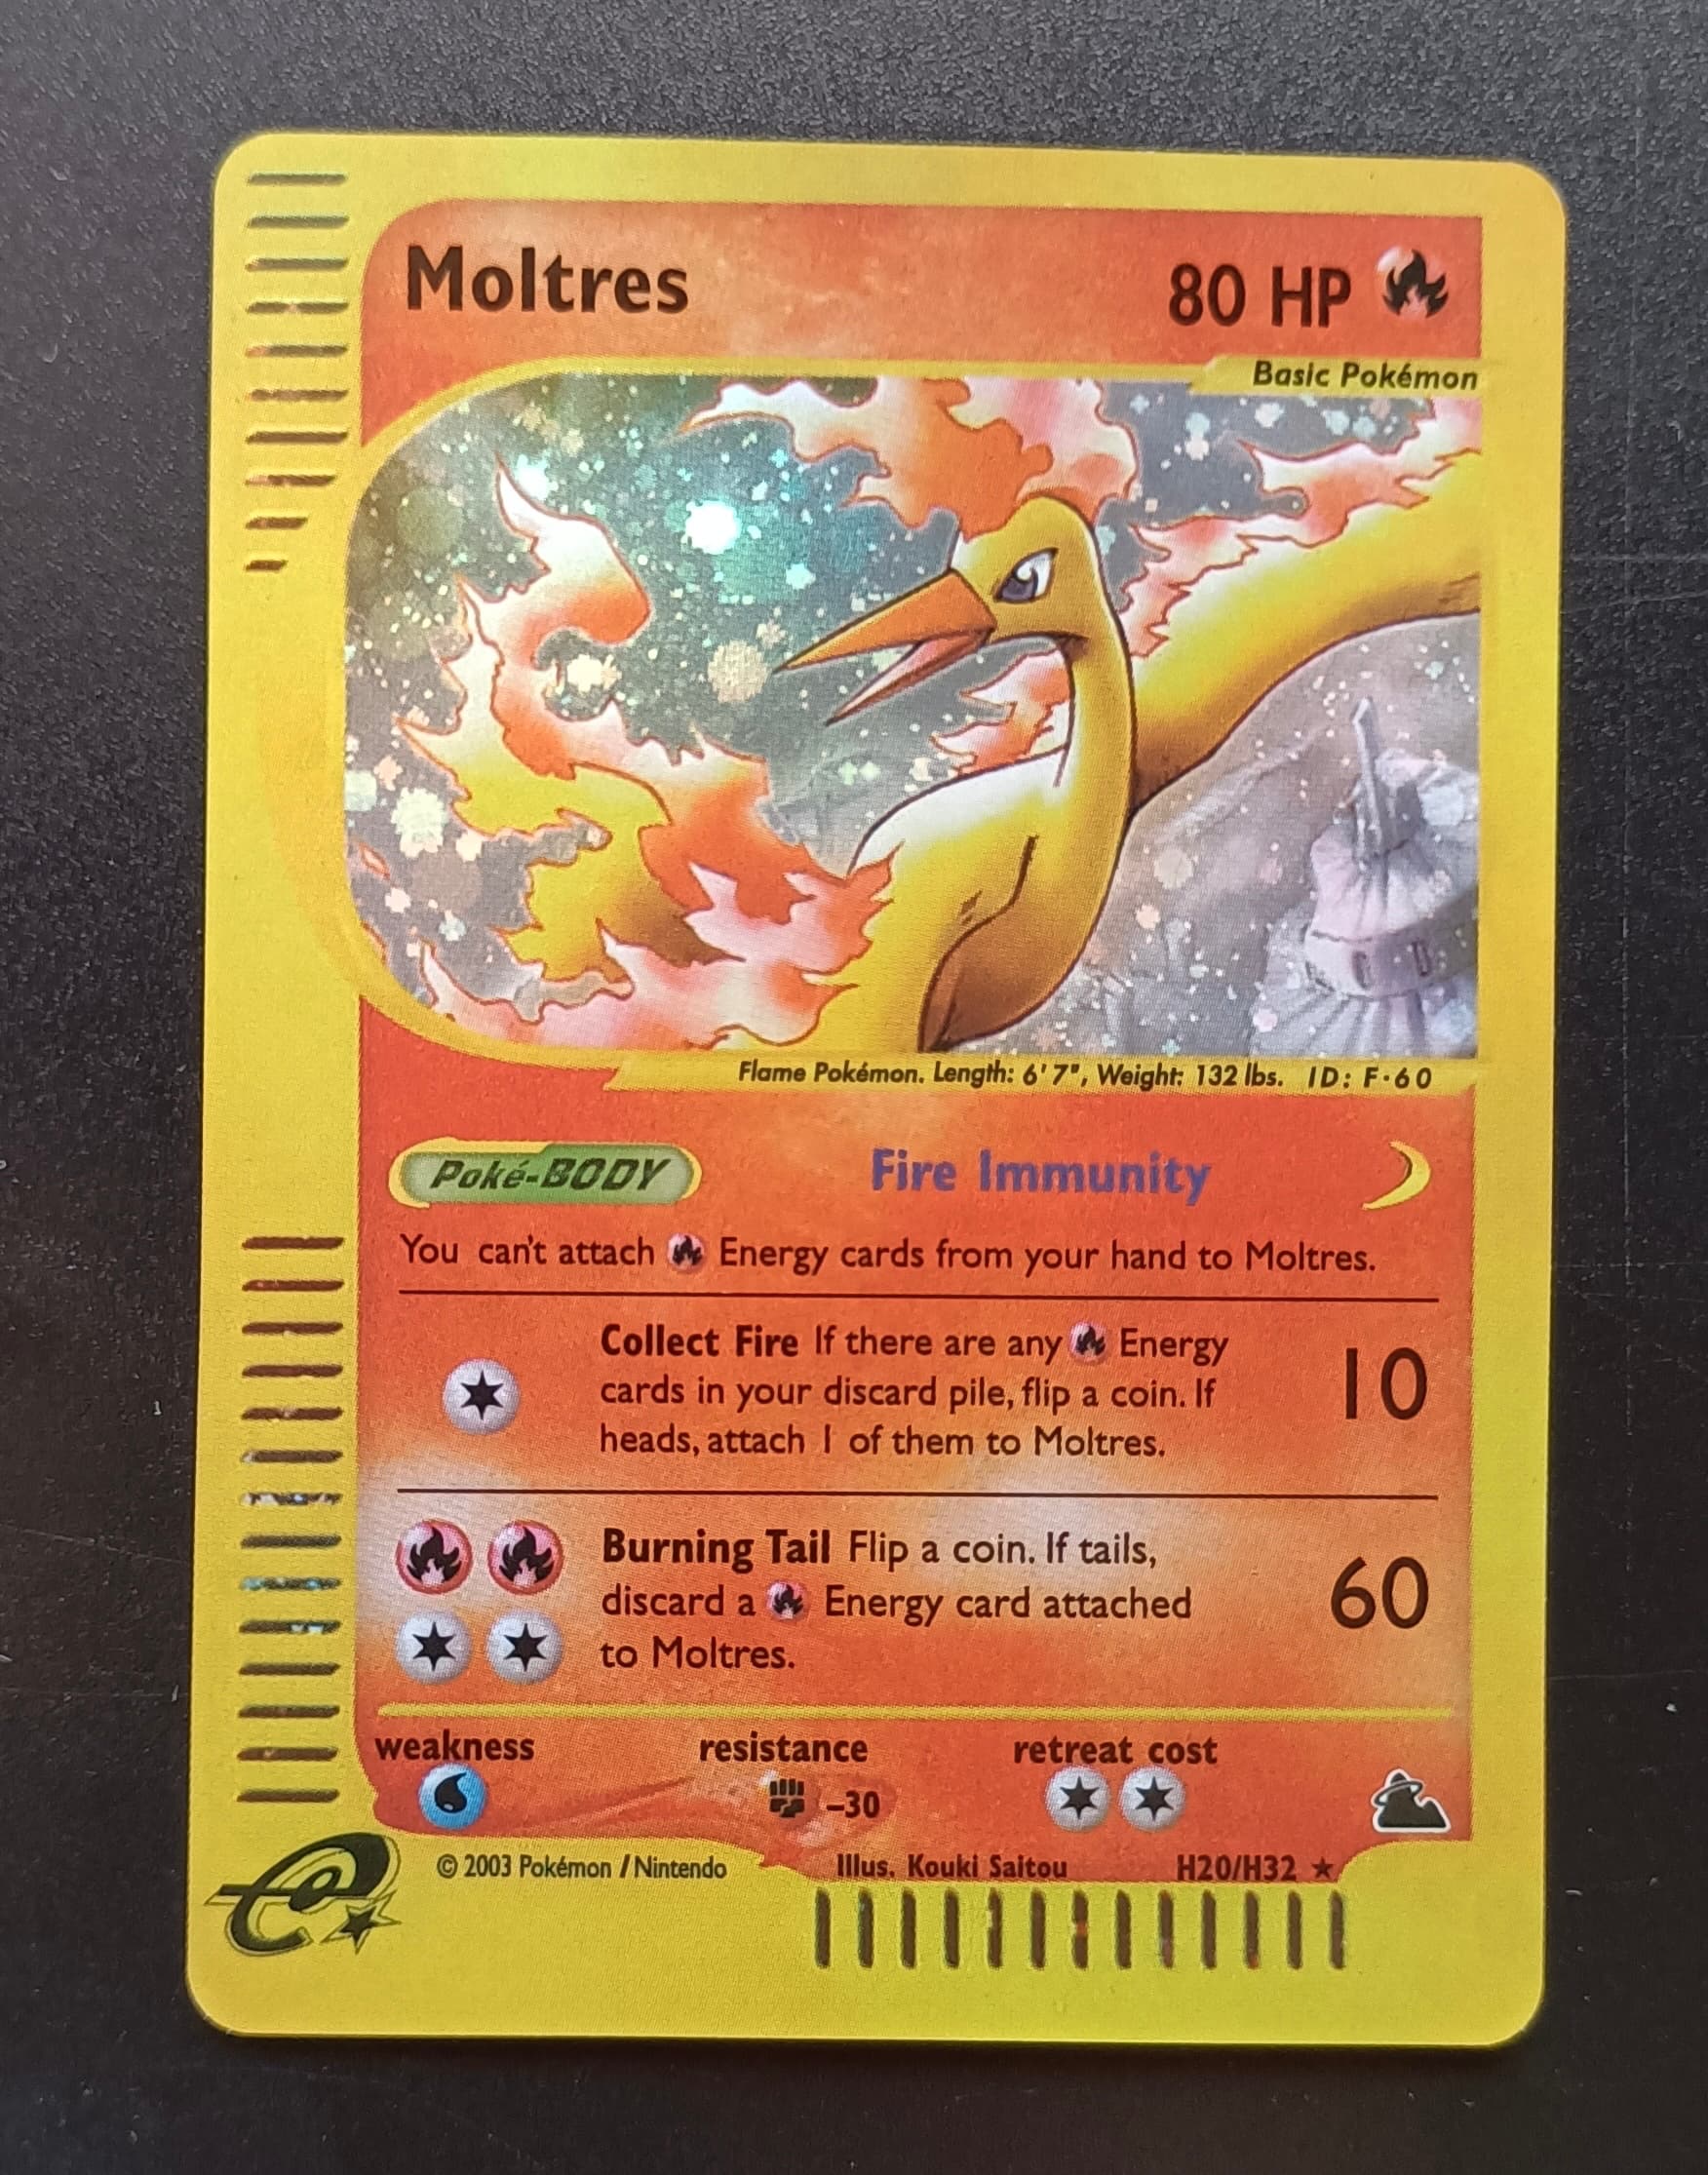 Moltres 80 HP
Basic Pokémon
Flame Pokémon. Length: 6' 7", Weight: 132 lbs. ID: F·60
Poké-BODY Fire Immunity
You can't attach Energy cards from your hand to Moltres.
Collect Fire If there are any Energy
cards in your discard pile, flip a coin. If
heads, attach 1 of them to Moltres.
10
Burning Tail Flip a coin. If tails,
discard a Energy card attached
to Moltres.
60
weakness resistance retreat cost
-30
e
© 2003 Pokémon / Nintendo Illus. Kouki Saitou H20/H32 ★